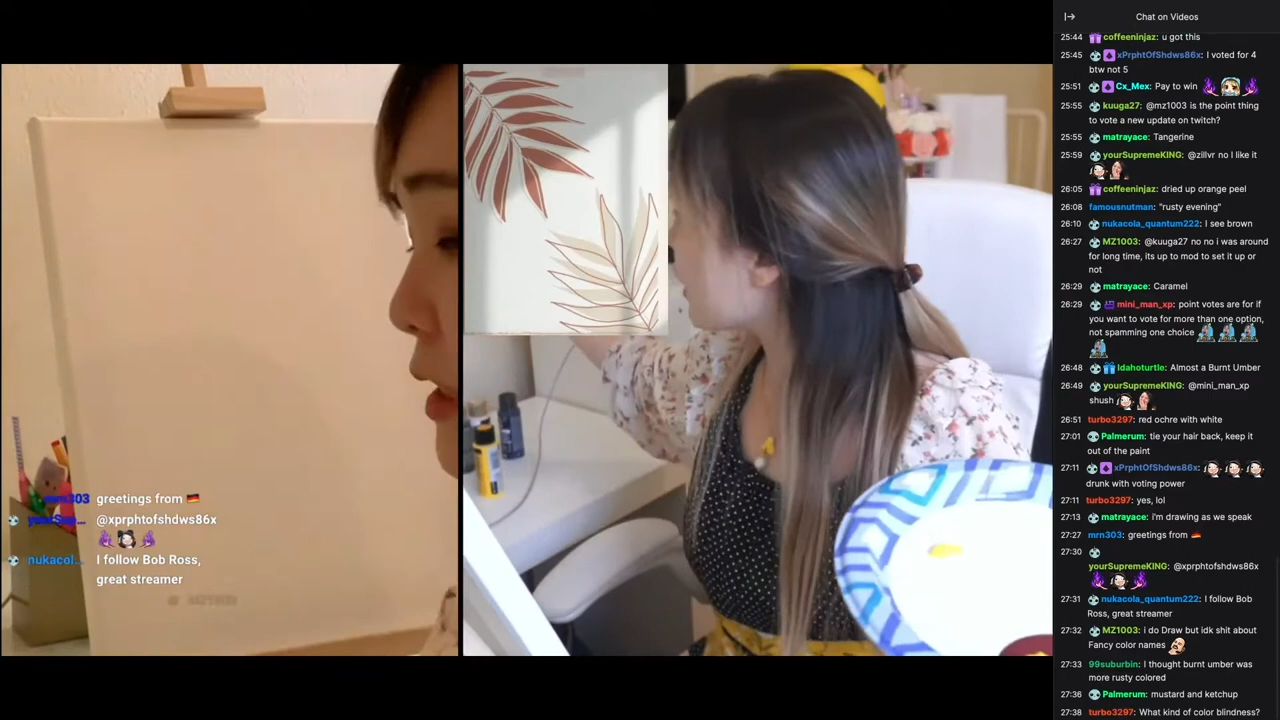 Chat on Videos
25:44 coffeeninjaz: u got this
25:45 xPrphtOfShdws86x: I voted for 4
btw not 5
25:51 Cx_Mex: Pay to win
25:55 kuuga27: @mz1003 is the point thing
to vote a new update on twitch?
25:55 matrayace: Tangerine
25:59 yourSupremeKING: @zillvr no I like it
26:05 coffeeninjaz: dried up orange peel
26:08 famousnutman: "rusty evening"
26:10 nukacola_quantum222: I see brown
26:27 MZ1003: @kuuga27 no no i was around
for long time, its up to mod to set it up or
not
26:29 matrayace: Caramel
26:29 mini_man_xp: point votes are for if
you want to vote for more than one option,
not spamming one choice
26:48 Idahoturtle: Almost a Burnt Umber
26:49 yourSupremeKING: @mini_man_xp
shush
26:51 turbo3297: red ochre with white
27:01 Palmerum: tie your hair back, keep it
out of the paint
27:11 xPrphtOfShdws86x:
drunk with voting power
27:11 turbo3297: yes, lol
27:13 matrayace: i'm drawing as we speak
27:27 mrn303: greetings from
27:30
yourSupremeKING: @xprphtofshdws86x
27:31 nukacola_quantum222: I follow Bob
Ross, great streamer
27:32 MZ1003: i do Draw but idk shit about
Fancy color names
27:33 99suburbin: I thought burnt umber was
more rusty colored
27:36 Palmerum: mustard and ketchup
27:38 turbo3297: What kind of color blindness?
mrn303 greetings from
yourSup... @xprphtofshdws86x
nukacol... I follow Bob Ross,
great streamer